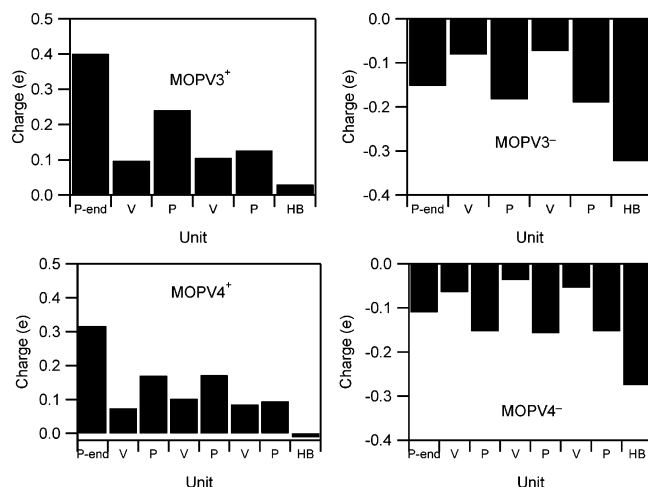 0.5
0.4
0.3
0.2
0.1
0.0
Charge (e)
MOPV3+
P-end V P V P HB
Unit
-0.0
-0.1
-0.2
-0.3
-0.4
Charge (e)
MOPV3–
P-end V P V P HB
Unit
0.5
0.4
0.3
0.2
0.1
0.0
Charge (e)
MOPV4+
P-end V P V P V P HB
Unit
0.0
-0.1
-0.2
-0.3
-0.4
Charge (e)
MOPV4–
P-end V P V P V P HB
Unit